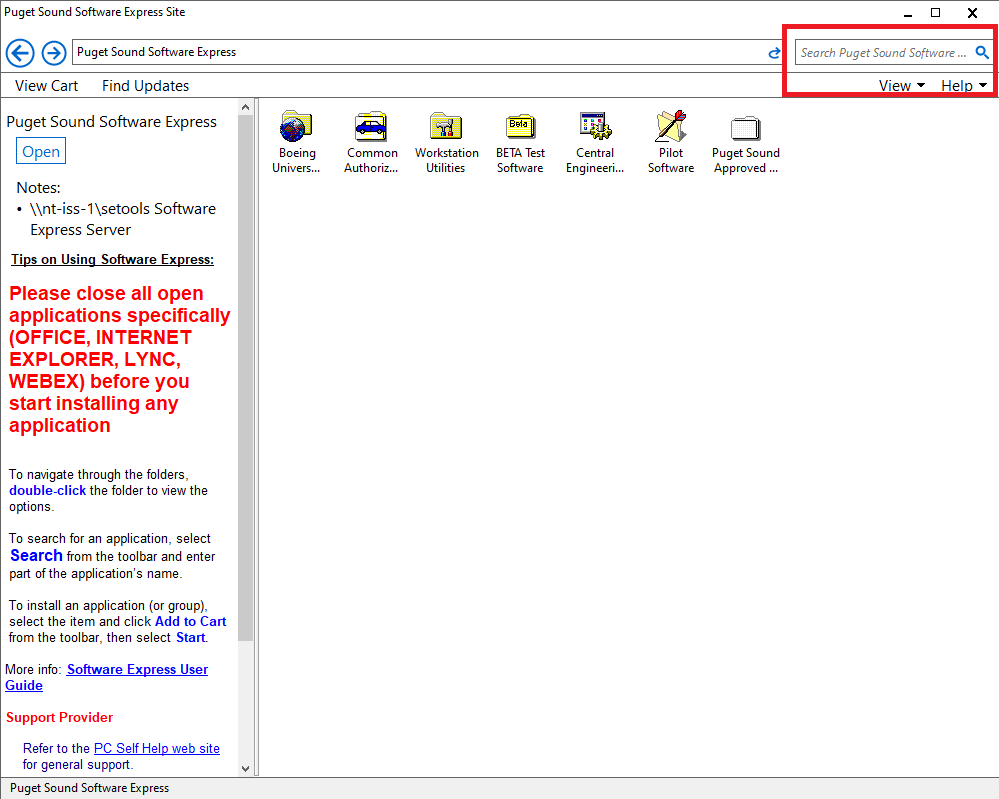 Puget Sound Software Express Site
Puget Sound Software Express
Search Puget Sound Software ...
View Cart Find Updates
View Help
Puget Sound Software Express
Open
Notes:
• \\nt-iss-1\setools Software
Express Server
Tips on Using Software Express:
Please close all open
applications specifically
(OFFICE, INTERNET
EXPLORER, LYNC,
WEBEX) before you
start installing any
application
To navigate through the folders,
double-click the folder to view the
options.
To search for an application, select
Search from the toolbar and enter
part of the application's name.
To install an application (or group),
select the item and click Add to Cart
from the toolbar, then select Start.
More info: Software Express User
Guide
Support Provider
Refer to the PC Self Help web site
for general support.
Boeing
Univers...
Common
Authoriz...
Workstation
Utilities
Beta
BETA Test
Software
Central
Engineeri...
Pilot
Software
Puget Sound
Approved ...
Puget Sound Software Express